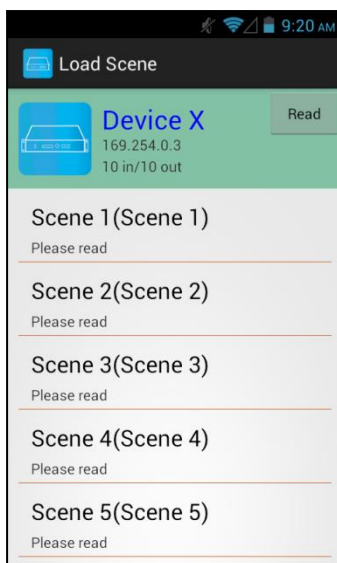 9:20 AM
Load Scene
Device X
Read
169.254.0.3
10 in/10 out
Scene 1(Scene 1)
Please read
Scene 2(Scene 2)
Please read
Scene 3(Scene 3)
Please read
Scene 4(Scene 4)
Please read
Scene 5(Scene 5)
Please read